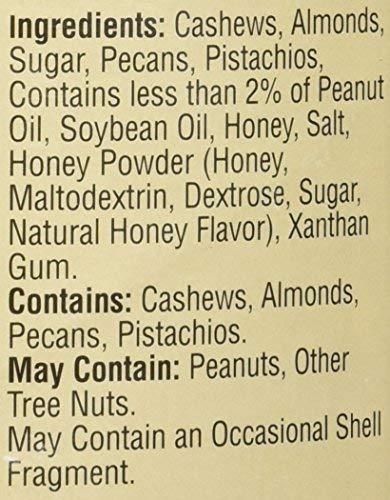 Ingredients: Cashews, Almonds,
Sugar, Pecans, Pistachios,
Contains less than 2% of Peanut
Oil, Soybean Oil, Honey, Salt,
Honey Powder (Honey,
Maltodextrin, Dextrose, Sugar,
Natural Honey Flavor), Xanthan
Gum.
Contains: Cashews, Almonds,
Pecans, Pistachios.
May Contain: Peanuts, Other
Tree Nuts.
May Contain an Occasional Shell
Fragment.